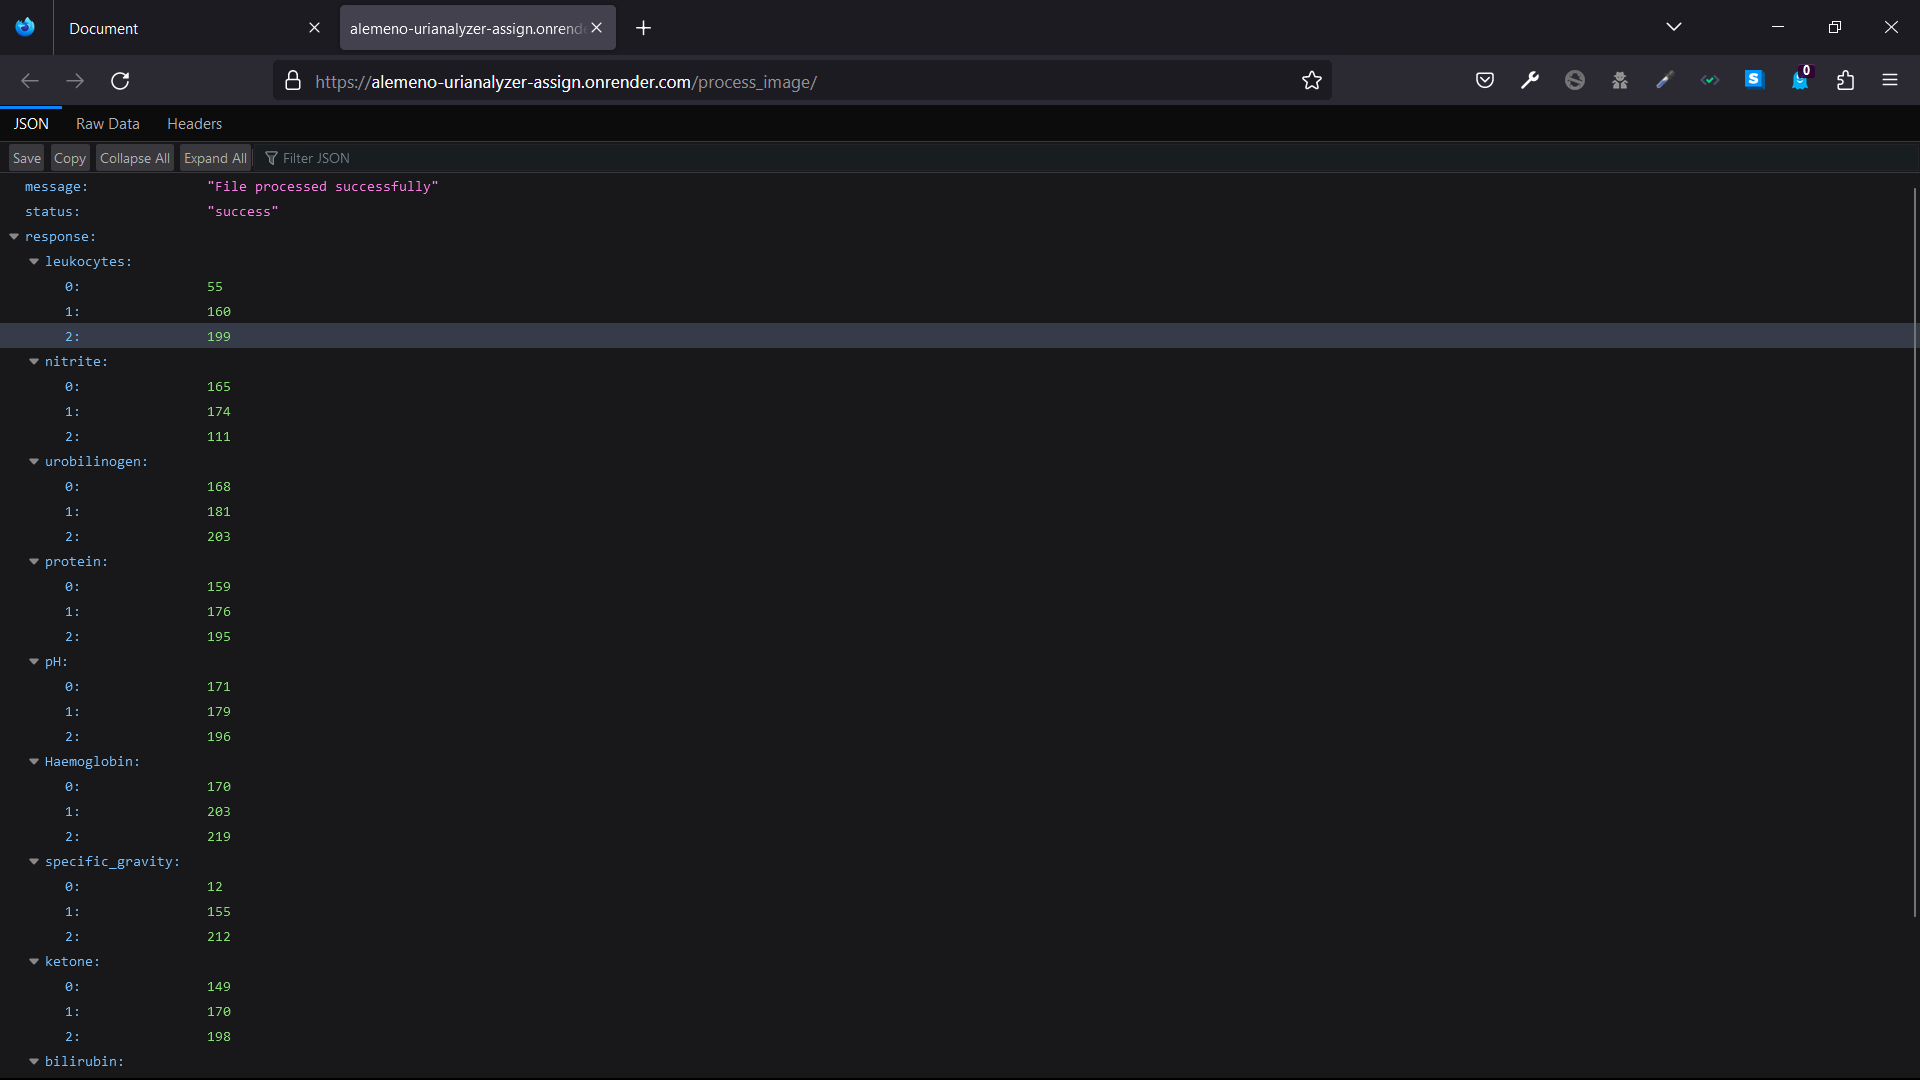 Document
alemeno-urianalyzer-assign.onrende
https://alemeno-urianalyzer-assign.onrender.com/process_image/
S
0
JSON Raw Data Headers
Save Copy Collapse All Expand All Filter JSON
message: "File processed successfully"
status: "success"
response:
leukocytes:
0: 55
1: 160
2: 199
nitrite:
0: 165
1: 174
2: 111
urobilinogen:
0: 168
1: 181
2: 203
protein:
0: 159
1: 176
2: 195
pH:
0: 171
1: 179
2: 196
Haemoglobin:
0: 170
1: 203
2: 219
specific_gravity:
0: 12
1: 155
2: 212
ketone:
0: 149
1: 170
2: 198
bilirubin: